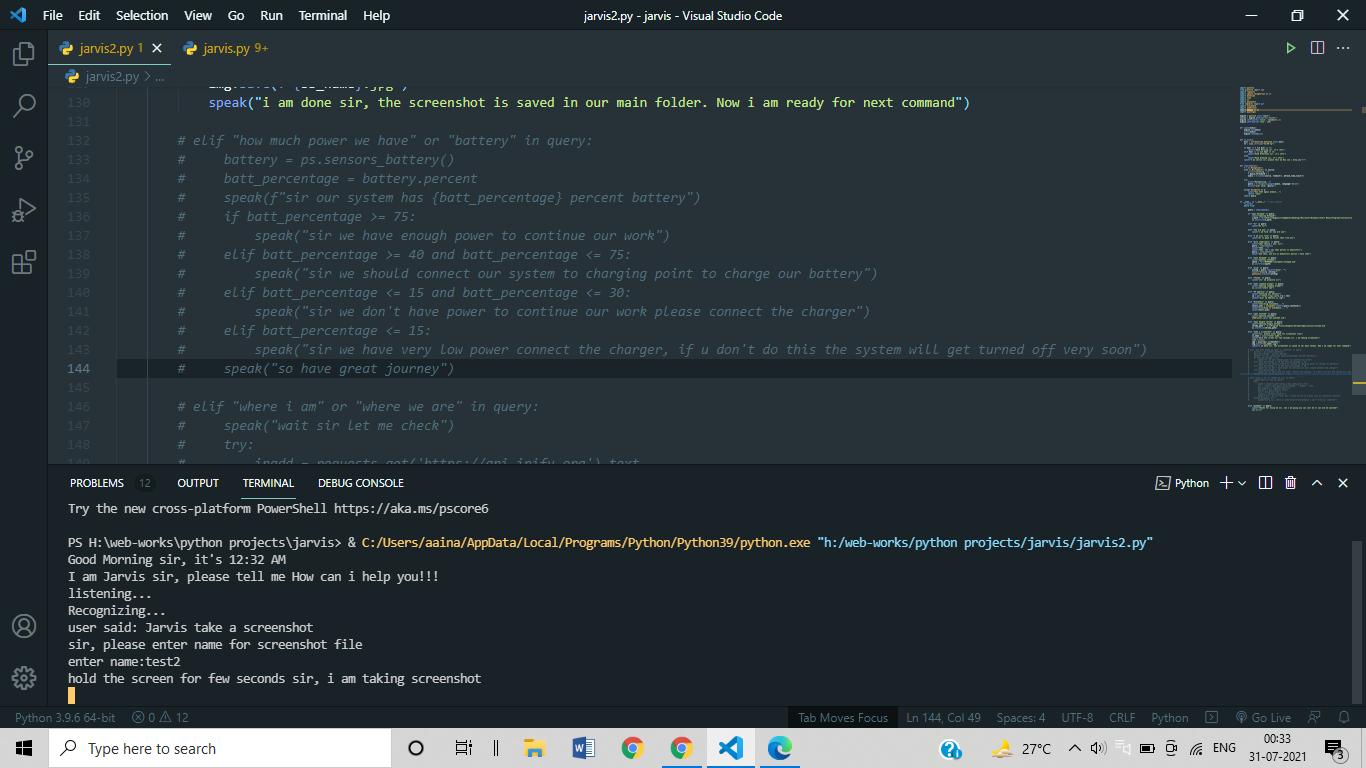 File Edit Selection View Go Run Terminal Help jarvis2.py - jarvis - Visual Studio Code
jarvis2.py 1 jarvis.py 9+
jarvis2.py > ...
130 speak("i am done sir, the screenshot is saved in our main folder. Now i am ready for next command")
131
132 # elif "how much power we have" or "battery" in query:
133 # battery = ps.sensors_battery()
134 # batt_percentage = battery.percent
135 # speak(f"sir our system has {batt_percentage} percent battery")
136 # if batt_percentage >= 75:
137 # speak("sir we have enough power to continue our work")
138 # elif batt_percentage >= 40 and batt_percentage <= 75:
139 # speak("sir we should connect our system to charging point to charge our battery")
140 # elif batt_percentage <= 15 and batt_percentage <= 30:
141 # speak("sir we don't have power to continue our work please connect the charger")
142 # elif batt_percentage <= 15:
143 # speak("sir we have very low power connect the charger, if u don't do this the system will get turned off very soon")
144 # speak("so have great journey")
145
146 # elif "where i am" or "where we are" in query:
147 # speak("wait sir let me check")
148 # try:
149 # ipadd = requests.get('https://api.ipify.org').text
PROBLEMS 12 OUTPUT TERMINAL DEBUG CONSOLE Python
Try the new cross-platform PowerShell https://aka.ms/pscore6
PS H:\web-works\python projects\jarvis> & C:/Users/aaina/AppData/Local/Programs/Python/Python39/python.exe "h:/web-works/python projects/jarvis/jarvis2.py"
Good Morning sir, it's 12:32 AM
I am Jarvis sir, please tell me How can i help you!!!
listening...
Recognizing...
user said: Jarvis take a screenshot
sir, please enter name for screenshot file
enter name:test2
hold the screen for few seconds sir, i am taking screenshot
Python 3.9.6 64-bit 0 12 Tab Moves Focus Ln 144, Col 49 Spaces: 4 UTF-8 CRLF Python Go Live
Type here to search 27°C ENG 00:33
31-07-2021 3